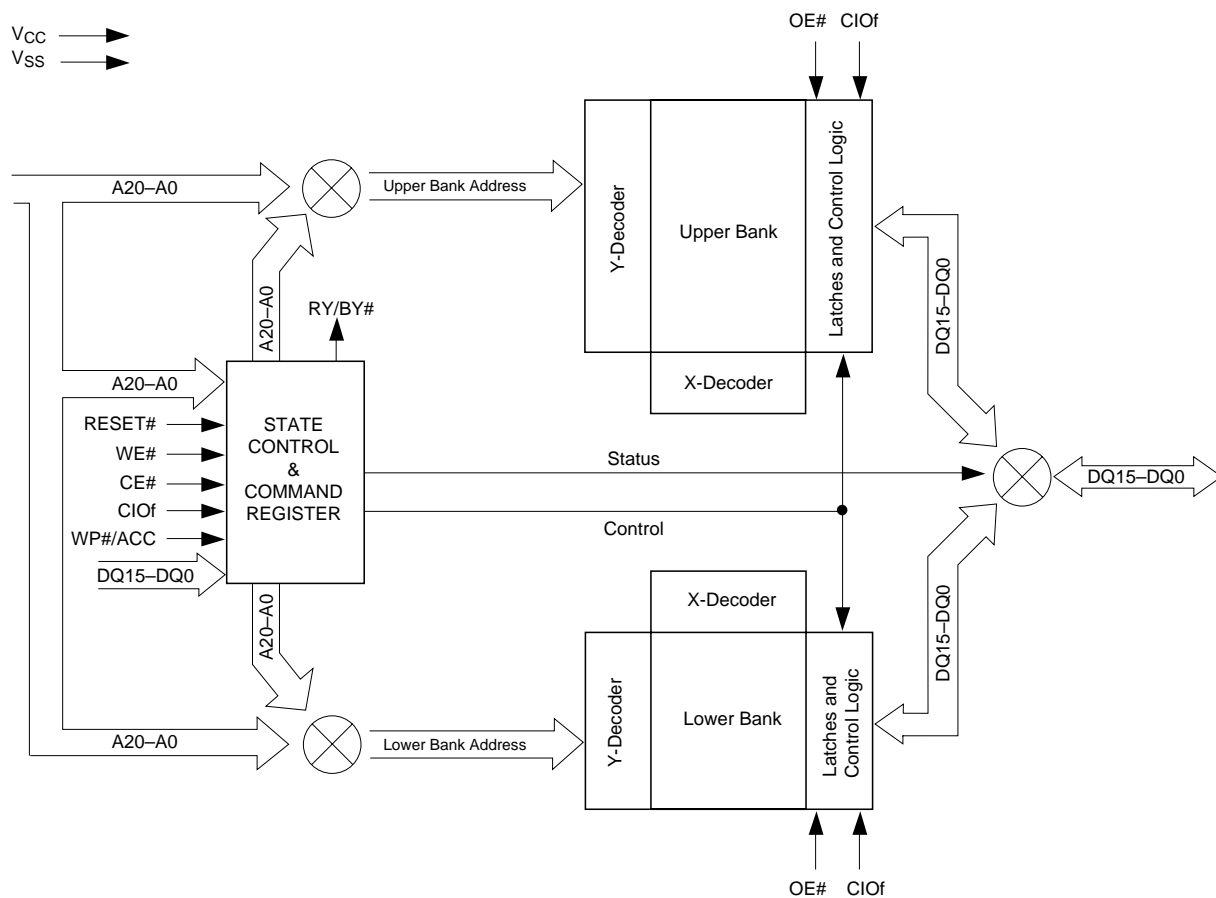 OE# CIOf
VCC
VSS
A20–A0
Upper Bank Address
Y-Decoder
Upper Bank
Latches and Control Logic
X-Decoder
DQ15–DQ0
A20–A0
RY/BY#
A20–A0
RESET#
WE#
CE#
CIOf
WP#/ACC
DQ15–DQ0
STATE
CONTROL
&
COMMAND
REGISTER
Status
Control
DQ15–DQ0
A20–A0
X-Decoder
DQ15–DQ0
A20–A0
Lower Bank Address
Y-Decoder
Lower Bank
Latches and
Control Logic
OE# CIOf